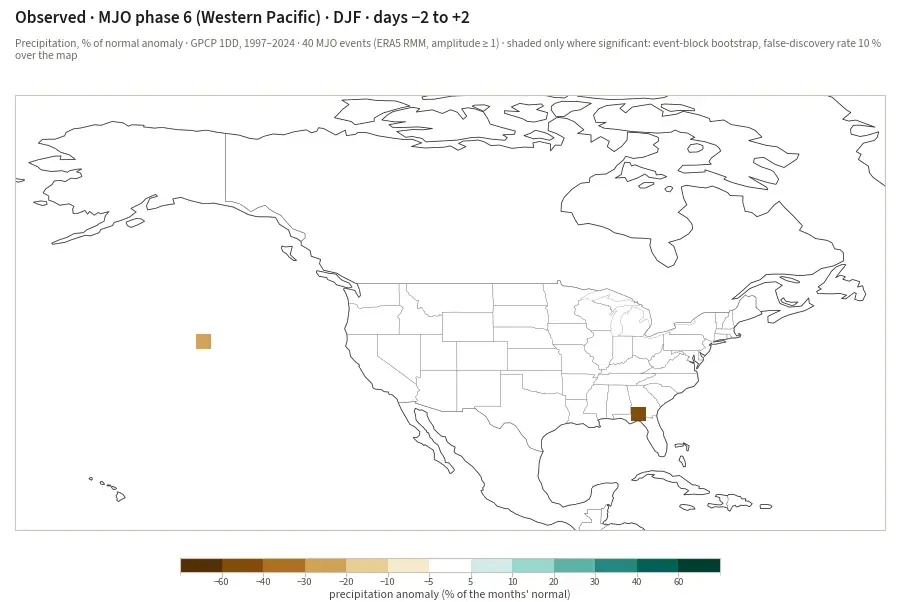 Observed · MJO phase 6 (Western Pacific) · DJF · days −2 to +2
Precipitation, % of normal anomaly · GPCP 1DD, 1997–2024 · 40 MJO events (ERA5 RMM, amplitude ≥ 1) · shaded only where significant: event-block bootstrap, false-discovery rate 10 %
over the map
−60 −40 −30 −20 −10 −5 5 10 20 30 40 60
precipitation anomaly (% of the months' normal)